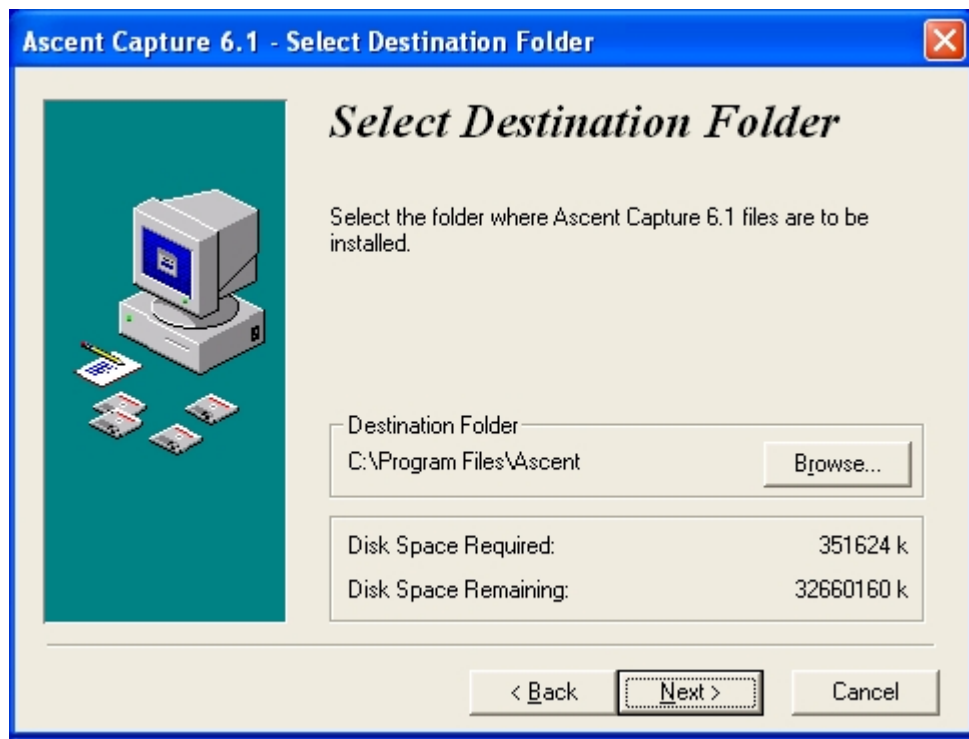 Ascent Capture 6.1 - Select Destination Folder
Select Destination Folder
Select the folder where Ascent Capture 6.1 files are to be
installed.
Destination Folder
C:\Program Files\Ascent
Browse...
Disk Space Required: 351624 k
Disk Space Remaining: 32660160 k
< Back Next > Cancel